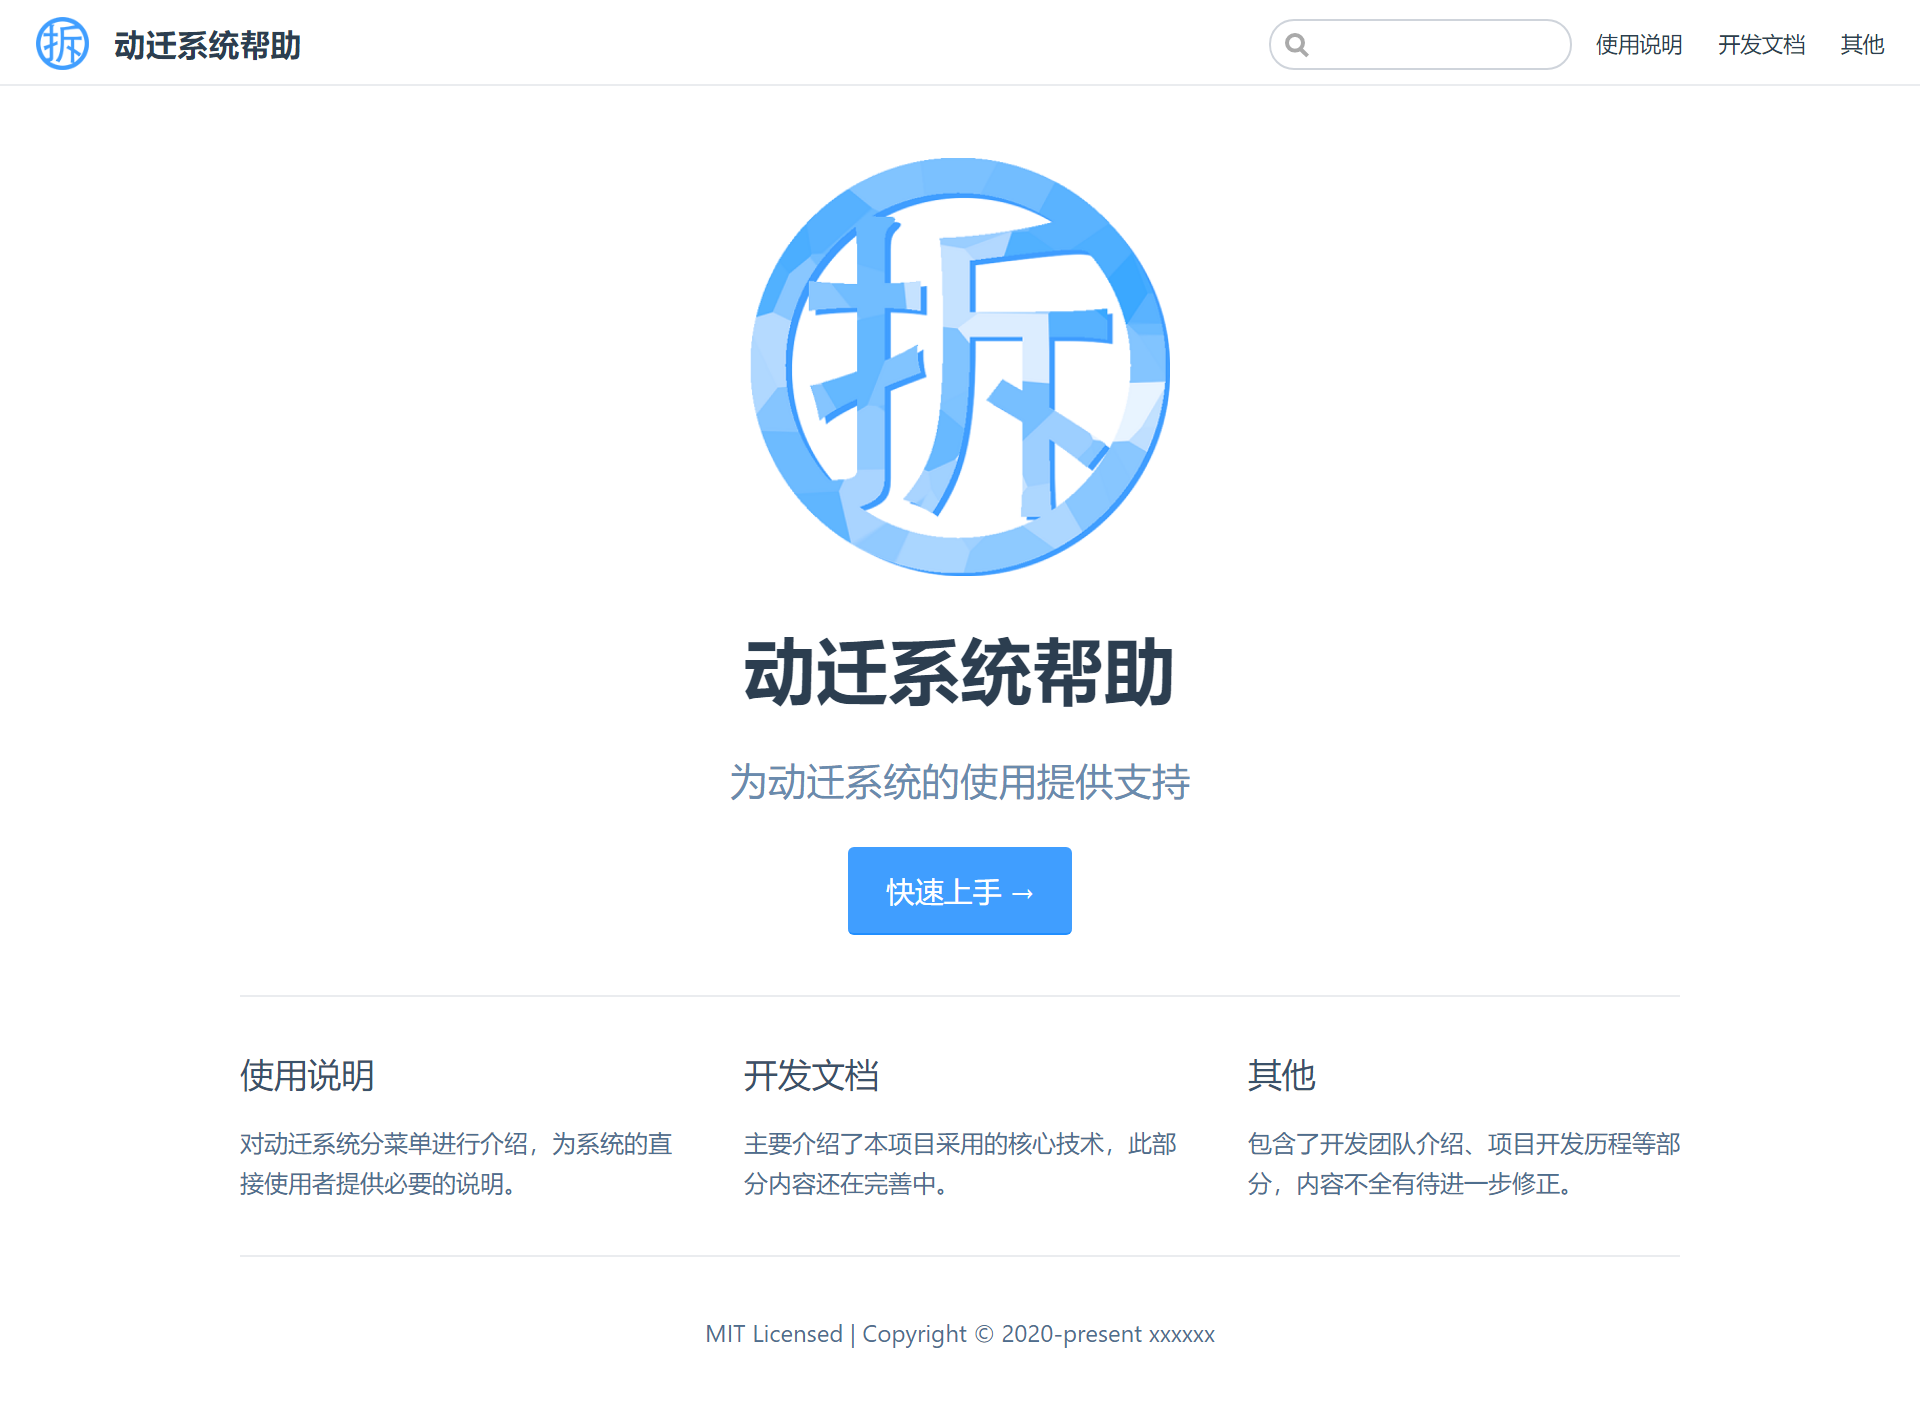 拆
动迁系统帮助
使用说明
开发文档
其他
拆
动迁系统帮助
为动迁系统的使用提供支持
快速上手 →
使用说明
对动迁系统分菜单进行介绍，为系统的直
接使用者提供必要的说明。
开发文档
主要介绍了本项目采用的核心技术，此部
分内容还在完善中。
其他
包含了开发团队介绍、项目开发历程等部
分，内容不全有待进一步修正。
MIT Licensed | Copyright © 2020-present xxxxxx